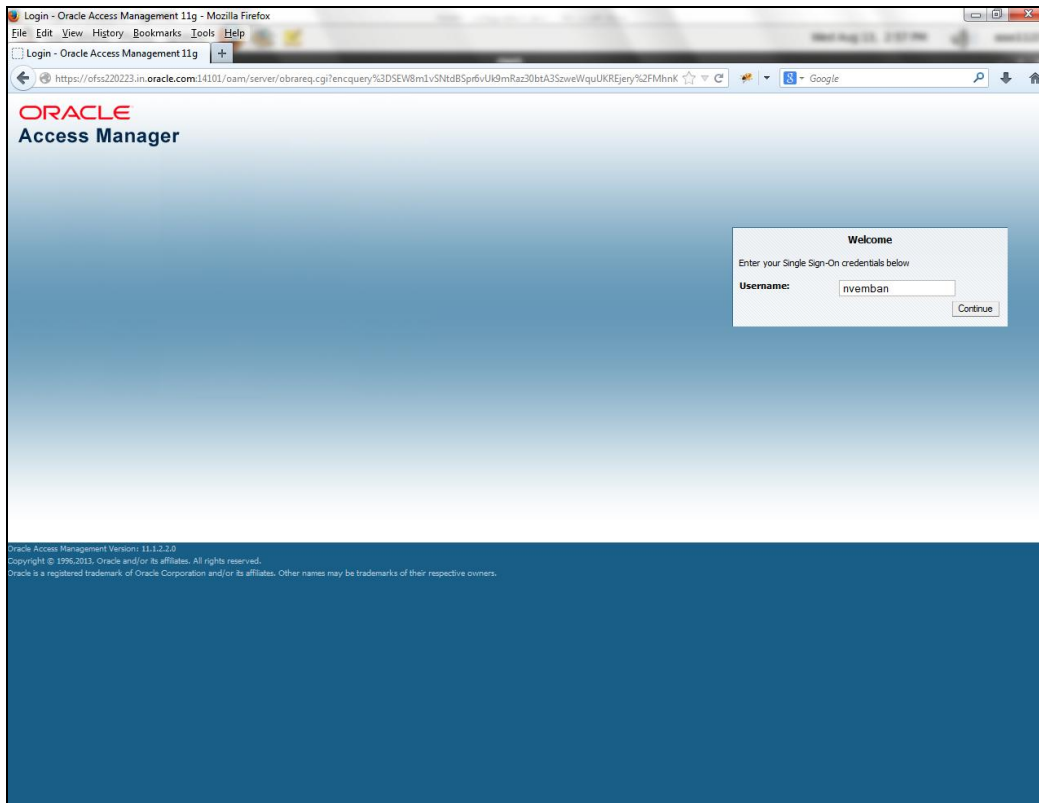 Login - Oracle Access Management 11g - Mozilla Firefox
File Edit View History Bookmarks Tools Help
Login - Oracle Access Management 11g +
https://ofss220223.in.oracle.com:14101/oam/server/obrareq.cgi?encquery%3DSEW8m1vSNtdBSpr6vUk9mRaz30btA3SzweWquUKREjery%2FMhnK
Google
ORACLE
Access Manager
Welcome
Enter your Single Sign-On credentials below
Username: nvemban
Continue
Oracle Access Management Version: 11.1.2.2.0
Copyright © 1996,2013, Oracle and/or its affiliates. All rights reserved.
Oracle is a registered trademark of Oracle Corporation and/or its affiliates. Other names may be trademarks of their respective owners.